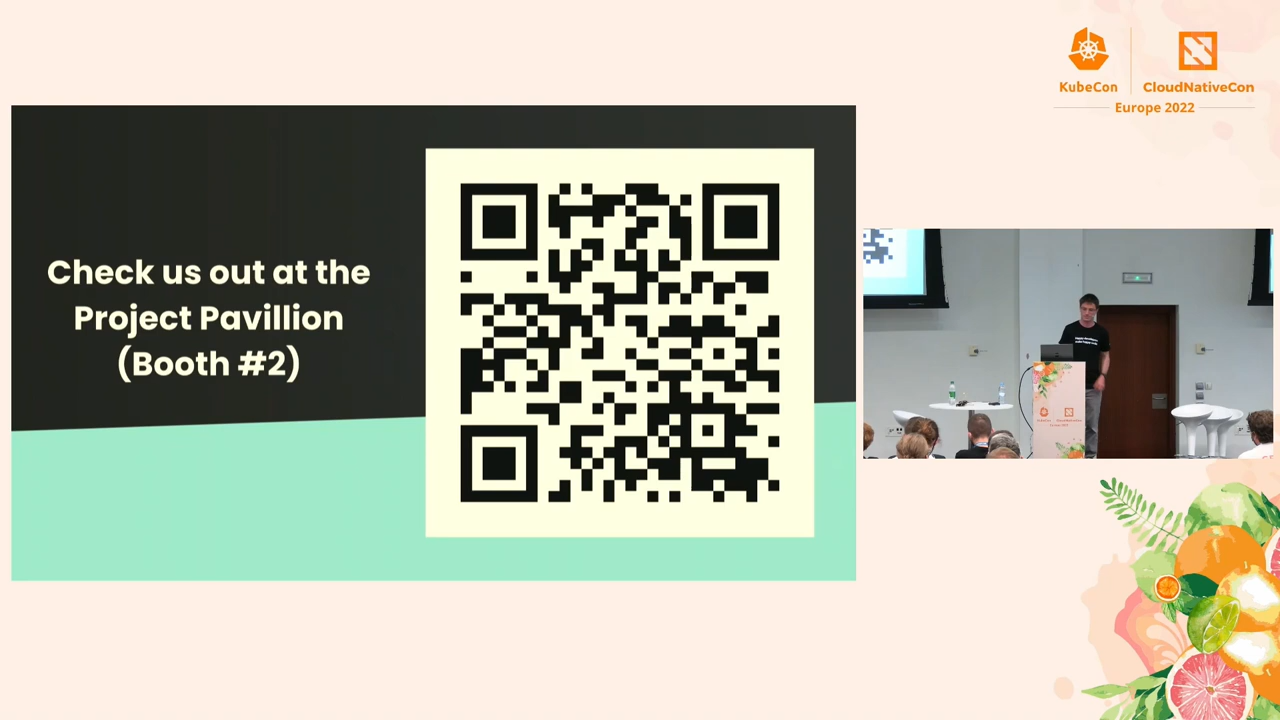 KubeCon
CloudNativeCon
Europe 2022
Check us out at the
Project Pavillion
(Booth #2)